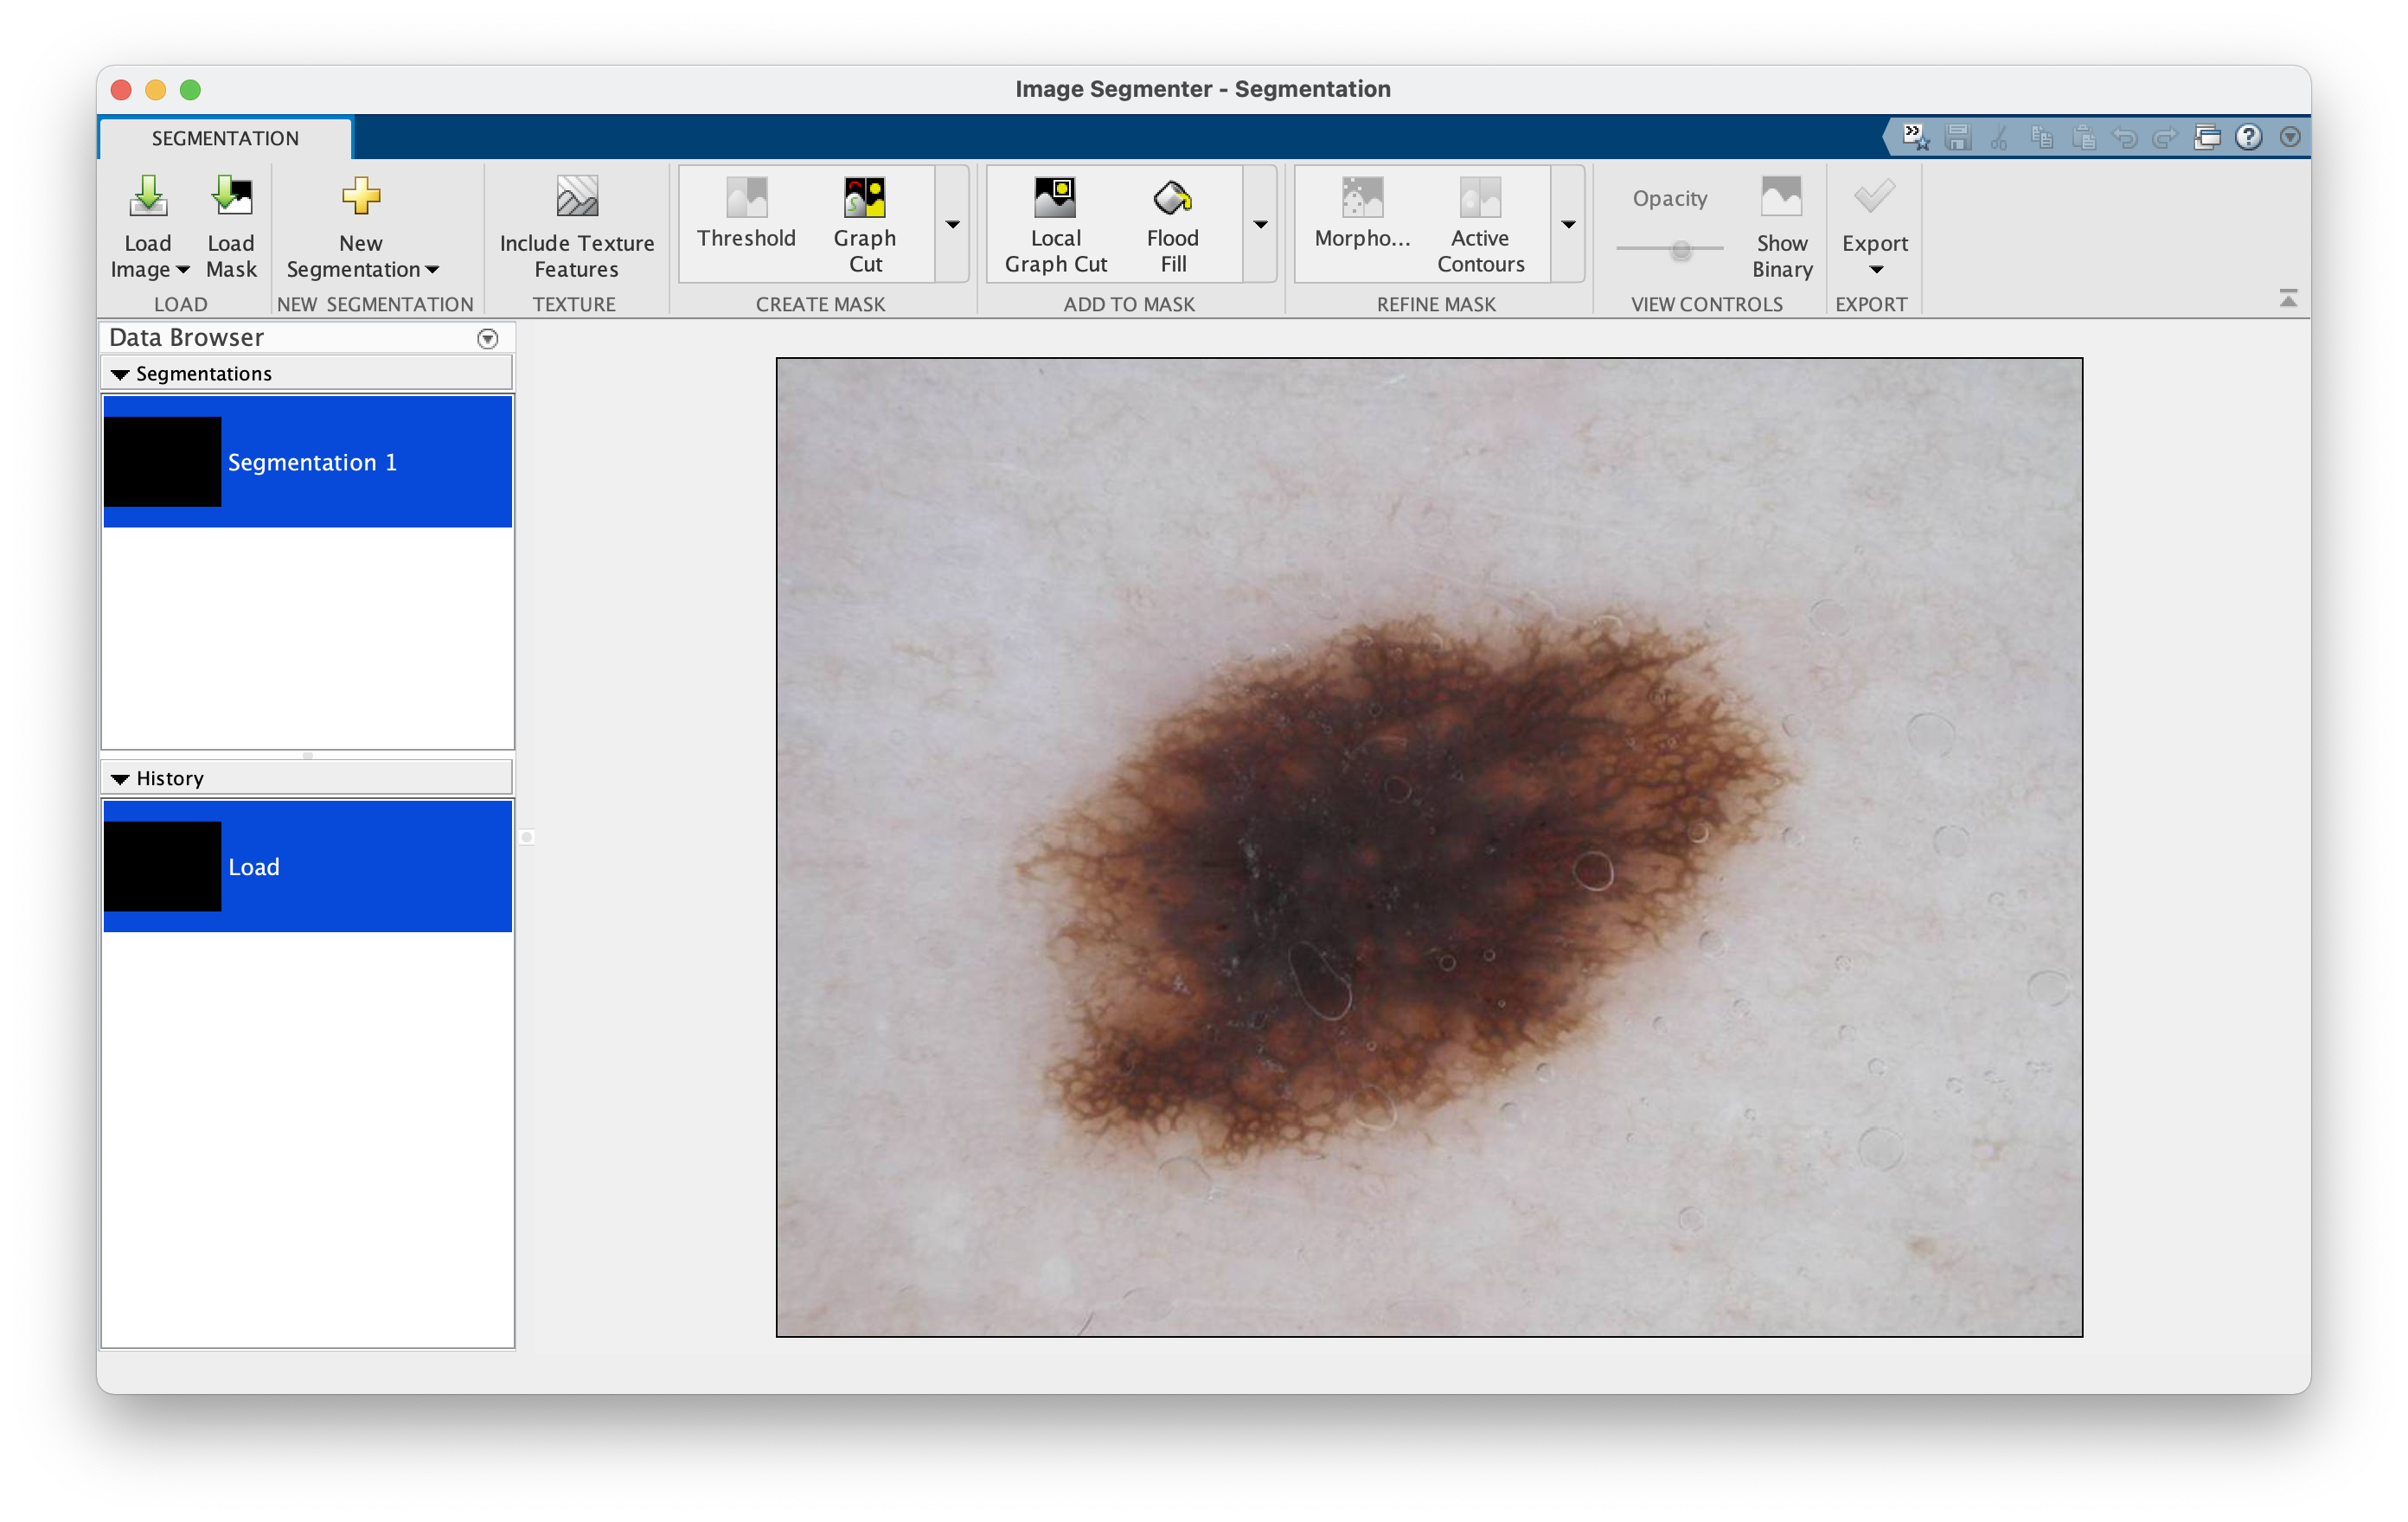 Image Segmenter - Segmentation
SEGMENTATION
Load Image
Load Mask
New Segmentation
Include Texture Features
Threshold
Graph Cut
Local Graph Cut
Flood Fill
Morpho...
Active Contours
Opacity
Show Binary
Export
LOAD
NEW SEGMENTATION
TEXTURE
CREATE MASK
ADD TO MASK
REFINE MASK
VIEW CONTROLS
EXPORT
Data Browser
Segmentations
Segmentation 1
History
Load